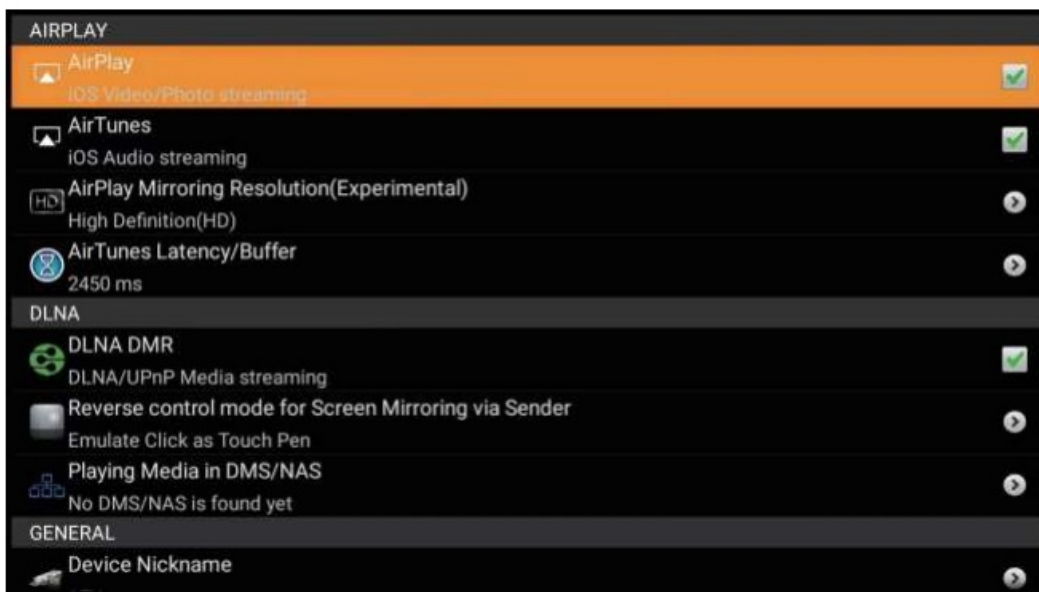 AIRPLAY
AirPlay
iOS Video/Photo streaming
AirTunes
iOS Audio streaming
AirPlay Mirroring Resolution(Experimental)
HD
High Definition(HD)
AirTunes Latency/Buffer
2450 ms
DLNA
DLNA DMR
DLNA/UPnP Media streaming
Reverse control mode for Screen Mirroring via Sender
Emulate Click as Touch Pen
Playing Media in DMS/NAS
No DMS/NAS is found yet
GENERAL
Device Nickname